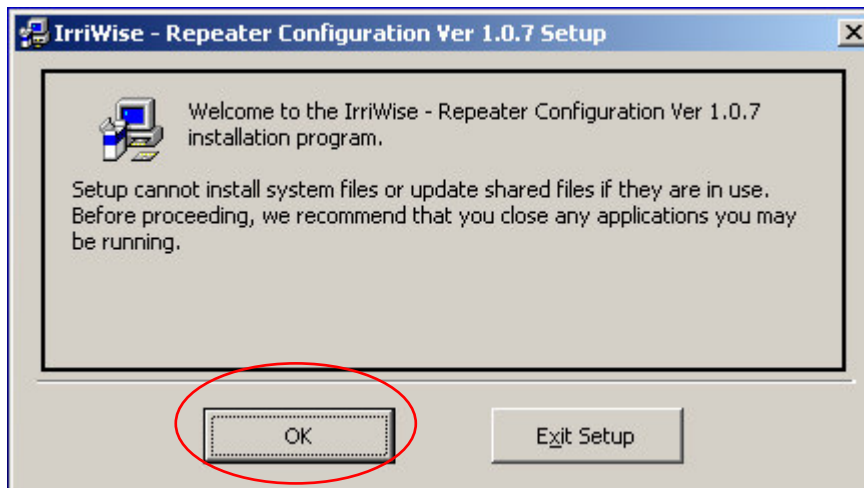 IrriWise - Repeater Configuration Ver 1.0.7 Setup
Welcome to the IrriWise - Repeater Configuration Ver 1.0.7
installation program.
Setup cannot install system files or update shared files if they are in use.
Before proceeding, we recommend that you close any applications you may
be running.
OK
Exit Setup